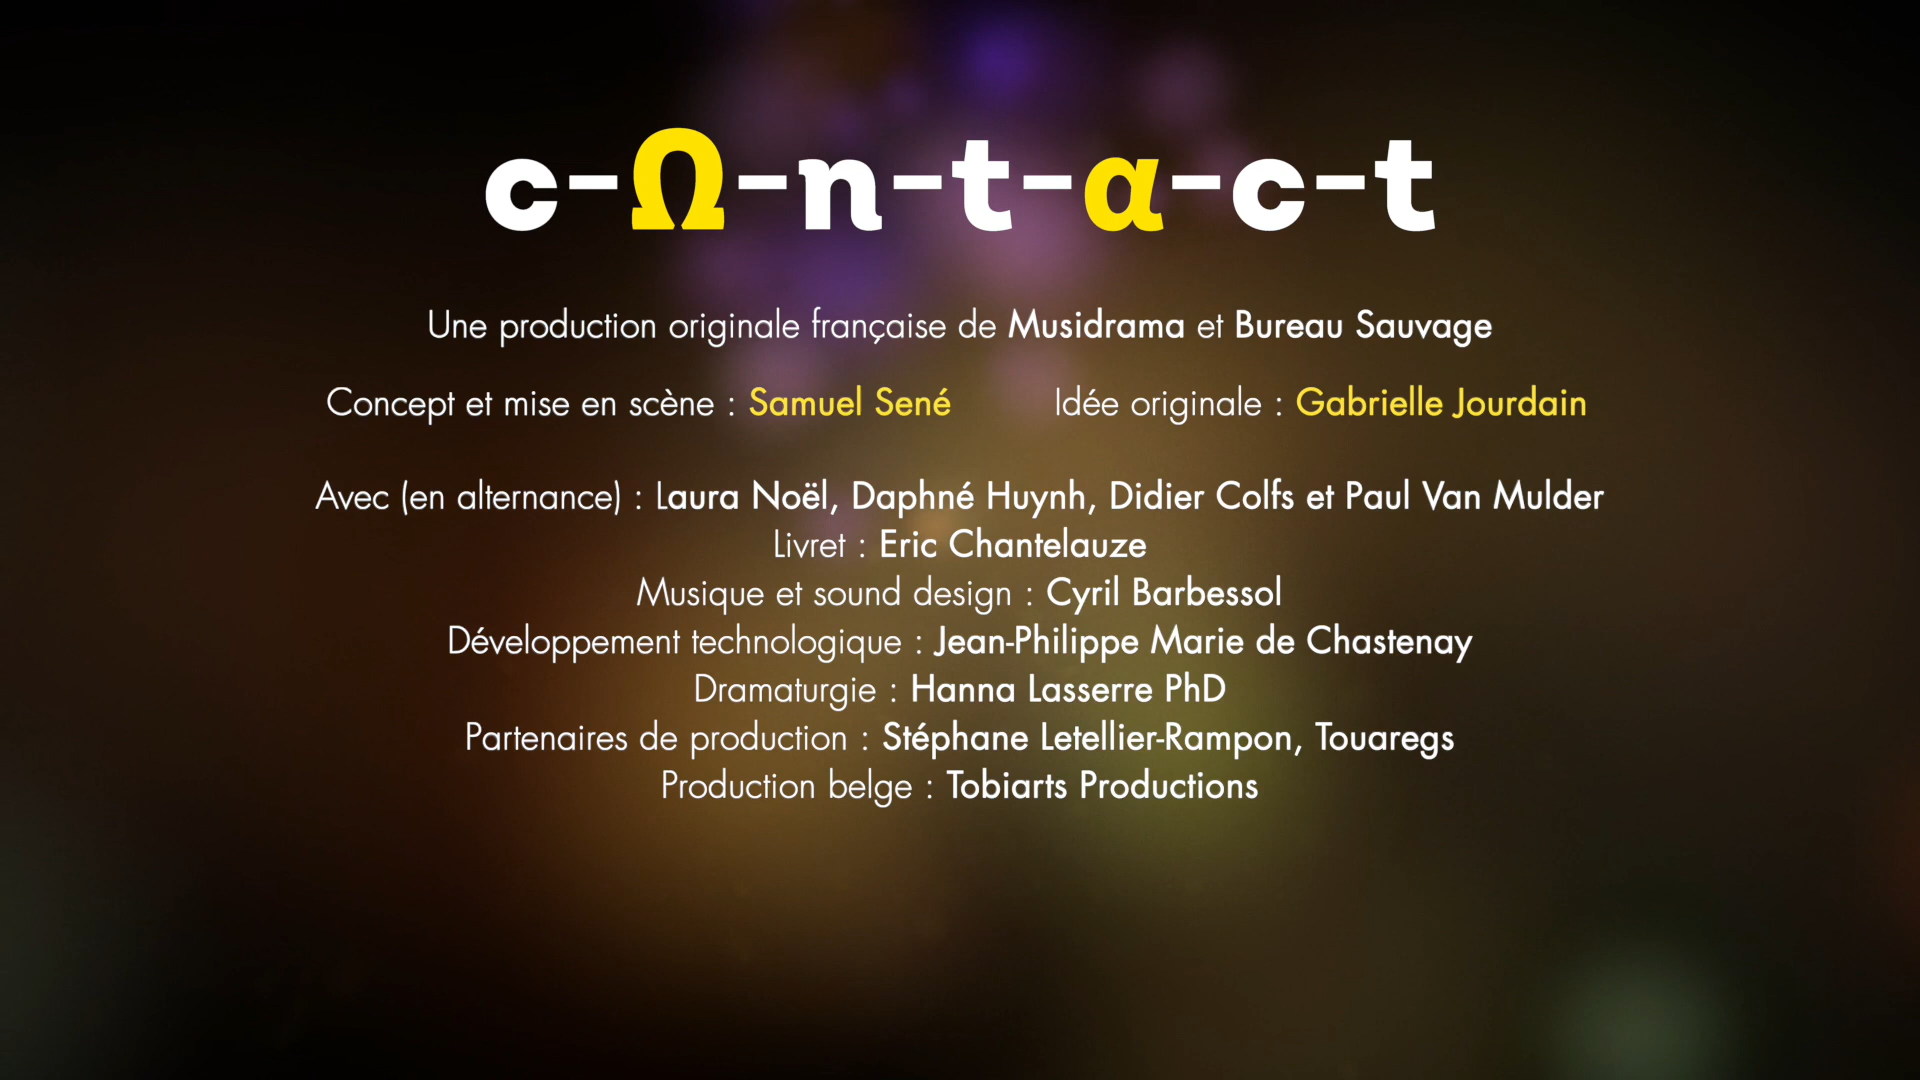 c-Ω-n-t-α-c-t
Une production originale française de Musidrama et Bureau Sauvage
Concept et mise en scène : Samuel Sené Idée originale : Gabrielle Jourdain
Avec (en alternance) : Laura Noël, Daphné Huynh, Didier Colfs et Paul Van Mulder
Livret : Eric Chantelauze
Musique et sound design : Cyril Barbessol
Développement technologique : Jean-Philippe Marie de Chastenay
Dramaturgie : Hanna Lasserre PhD
Partenaires de production : Stéphane Letellier-Rampon, Touaregs
Production belge : Tobiarts Productions